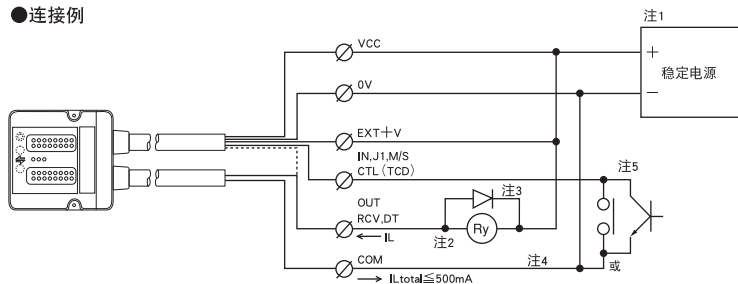 ●连接例
注1
VCC
+
稳定电源
0V
−
EXT+V
IN,J1,M/S
CTL(TCD)
注5
注3
OUT
RCV,DT
Ry
←IL
注2
COM
注4
或
→ ILtotal≦500mA